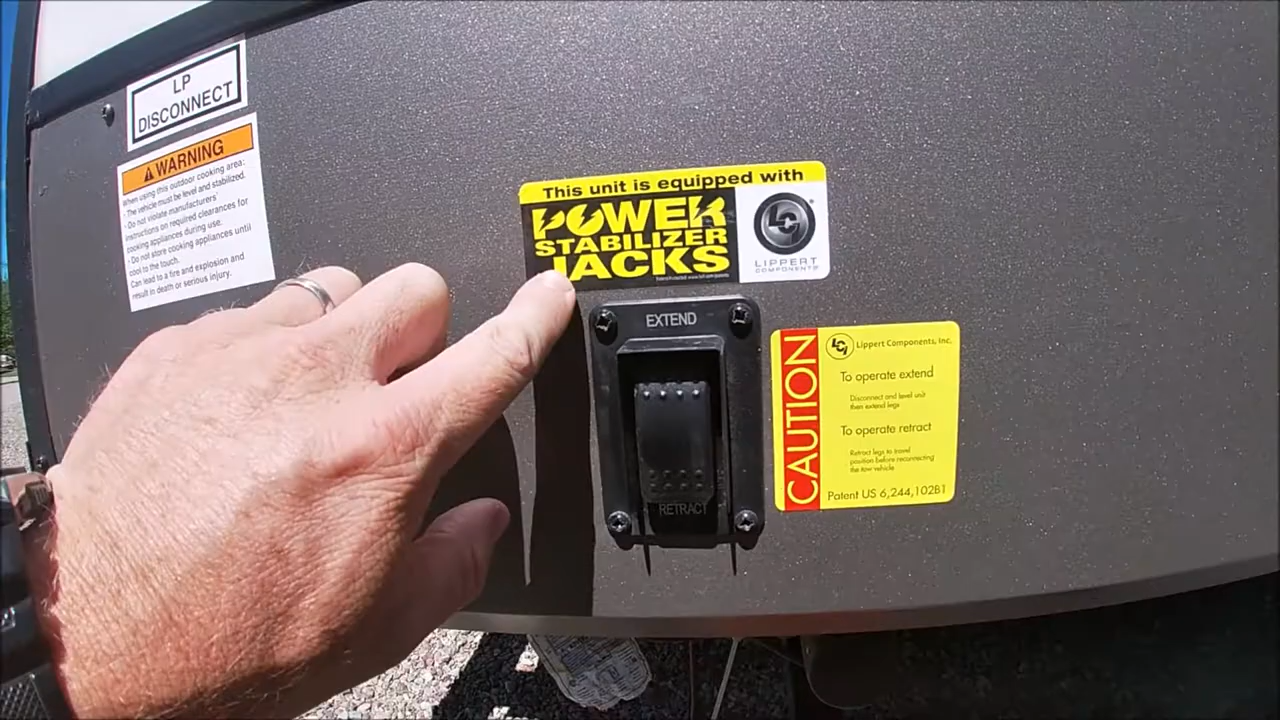 LP
DISCONNECT
WARNING
When using this outdoor cooking area:
- The vehicle must be level and stabilized.
- Do not violate manufacturers'
instructions on required clearances for
cooking appliances during use.
- Do not store cooking appliances until
cool to the touch.
Can lead to a fire and explosion and
result in death or serious injury.
This unit is equipped with
POWER
STABILIZER
JACKS
LCI
LIPPERT
COMPONENTS
EXTEND
RETRACT
CAUTION
LCI Lippert Components, Inc.
To operate extend
Disconnect and level unit
then extend legs
To operate retract
Retract legs to travel
position before reconnecting
the tow vehicle
Patent US 6,244,102B1